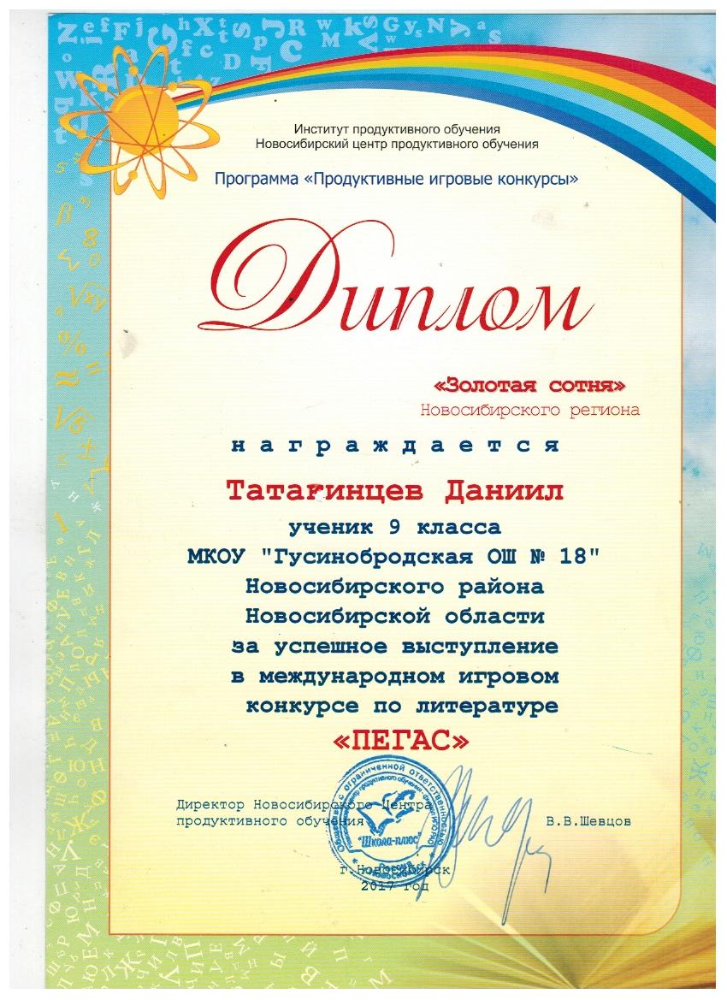 Институт продуктивного обучения
Новосибирский центр продуктивного обучения
Программа «Продуктивные игровые конкурсы»
Диплом
«Золотая сотня»
Новосибирского региона
награждается
Татаринцев Даниил
ученик 9 класса
МКОУ "Гусинобродская ОШ № 18"
Новосибирского района
Новосибирской области
за успешное выступление
в международном игровом
конкурсе по литературе
«ПЕГАС»
Директор Новосибирского Центра
продуктивного обучения
В.В.Шевцов
Общество с ограниченной ответственностью
"Школа-плюс"
Россия
г.Новосибирск
2017 год